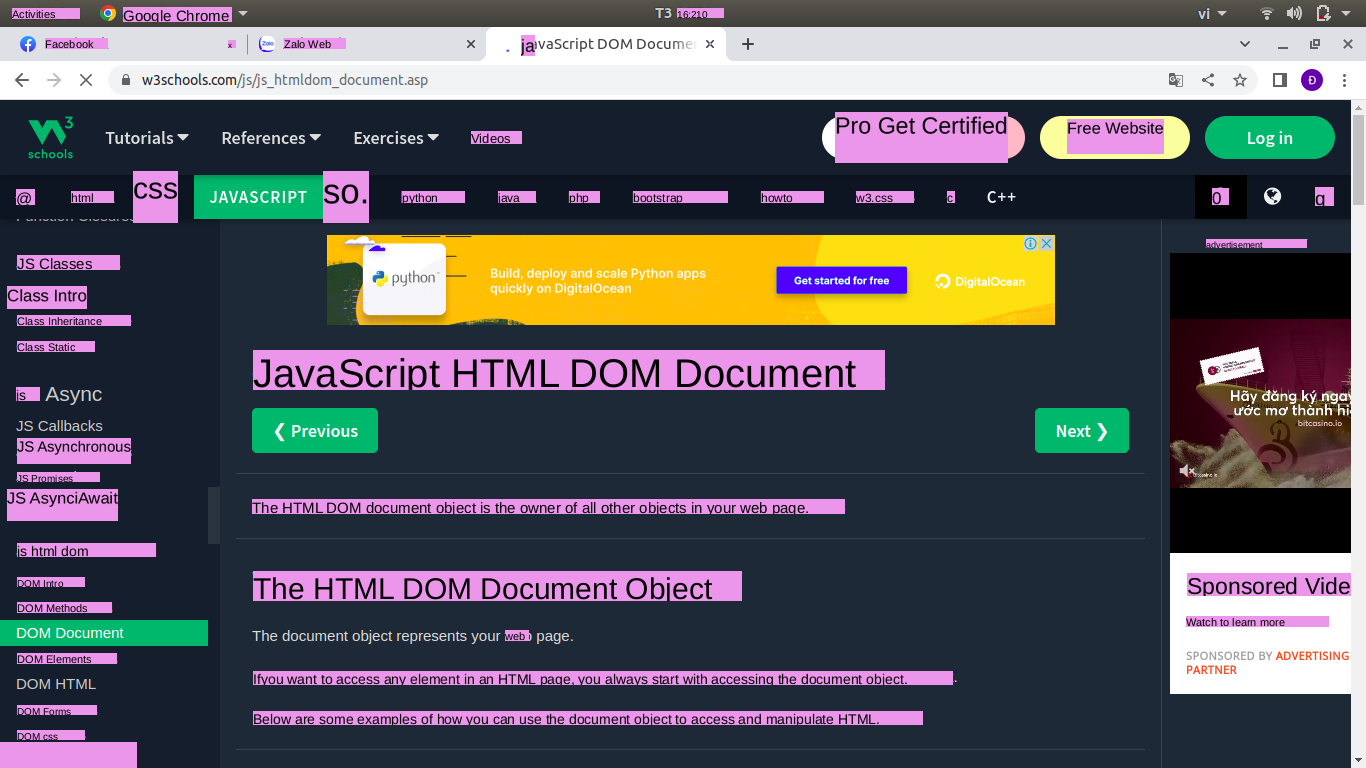 Activities Google Chrome T3 16:210 vi
Facebook x Zalo Web ja vaScript DOM Docume
w3schools.com/js/js_htmldom_document.asp Đ
W3 schools Tutorials References Exercises Videos Pro Get Certified Free Website Log in
@ html css JAVASCRIPT so. python java php bootstrap howto w3.css c C++ 0 g
JS Classes
Class Intro
Class Inheritance
Class Static
js Async
JS Callbacks
JS Asynchronous
JS Promises
JS AsynciAwait
js html dom
DOM Intro
DOM Methods
DOM Document
DOM Elements
DOM HTML
DOM Forms
DOM css
python
Build, deploy and scale Python apps
quickly on DigitalOcean
Get started for free
DigitalOcean
JavaScript HTML DOM Document
❮ Previous Next ❯
The HTML DOM document object is the owner of all other objects in your web page.
The HTML DOM Document Object
The document object represents your web page.
Ifyou want to access any element in an HTML page, you always start with accessing the document object.
Below are some examples of how you can use the document object to access and manipulate HTML.
advertisement
Hãy đăng ký ngay
ước mơ thành hi
bitcasino.io
Sponsored Vide
Watch to learn more
SPONSORED BY ADVERTISING
PARTNER